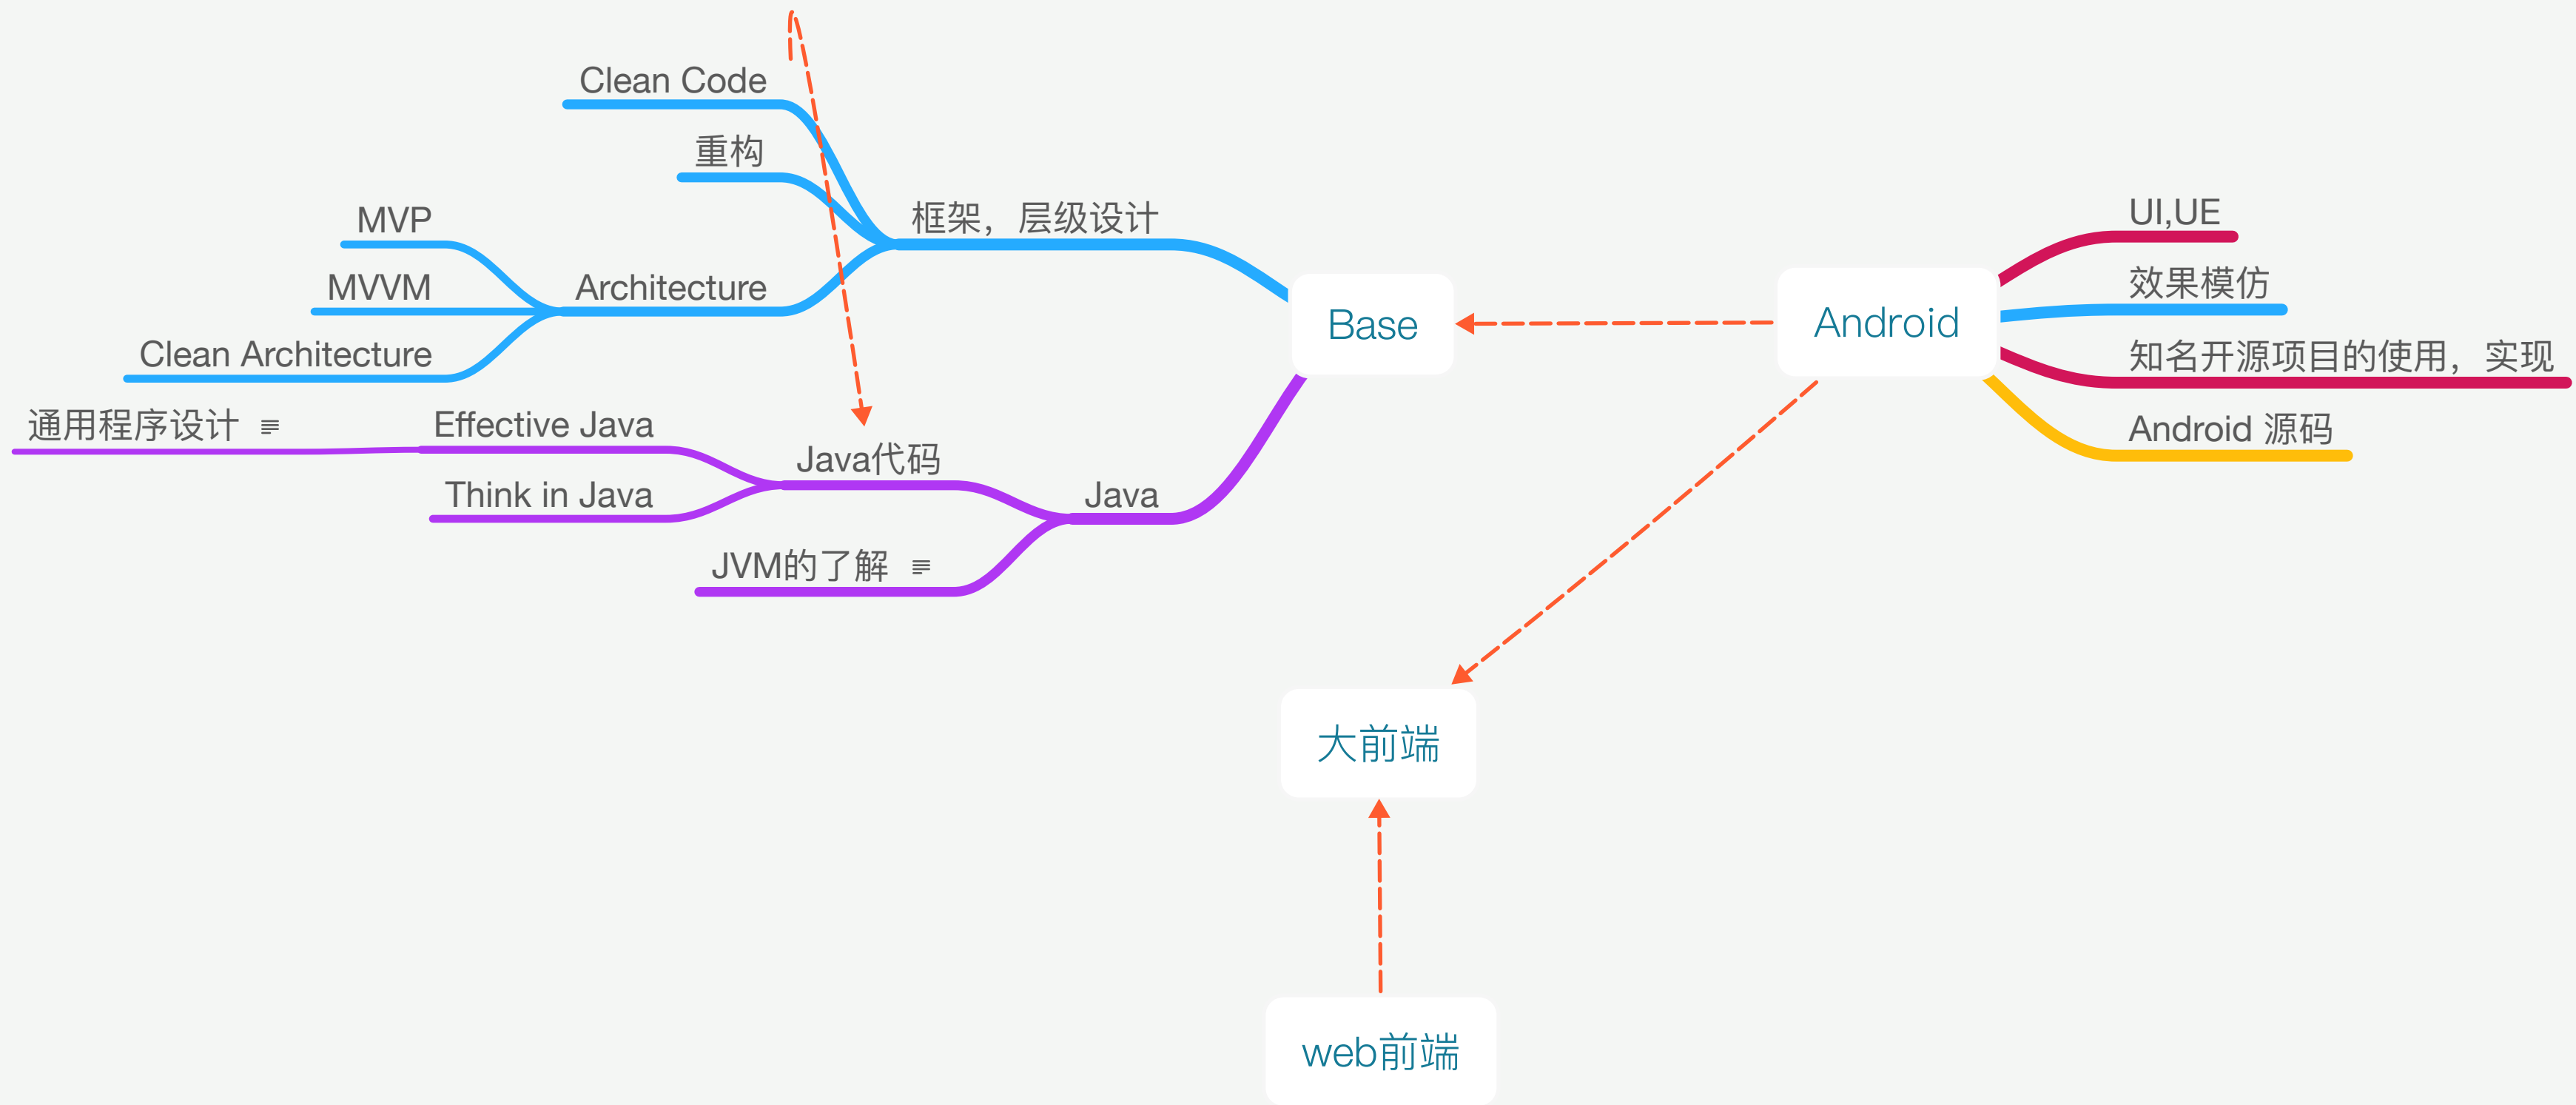 Clean Code
重构
MVP
MVVM
Clean Architecture
Architecture
框架，层级设计
通用程序设计
Effective Java
Think in Java
Java代码
JVM的了解
Java
Base
Android
UI,UE
效果模仿
知名开源项目的使用，实现
Android 源码
大前端
web前端